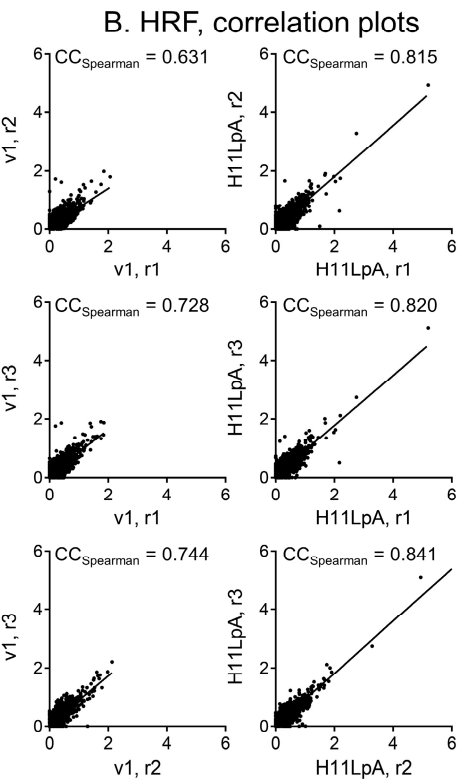 B. HRF, correlation plots
CCSpearman = 0.631
v1, r2
6
4
2
0
0 2 4 6
v1, r1
CCSpearman = 0.815
H11LpA, r2
6
4
2
0
0 2 4 6
H11LpA, r1
CCSpearman = 0.728
v1, r3
6
4
2
0
0 2 4 6
v1, r1
CCSpearman = 0.820
H11LpA, r3
6
4
2
0
0 2 4 6
H11LpA, r1
CCSpearman = 0.744
v1, r3
6
4
2
0
0 2 4 6
v1, r2
CCSpearman = 0.841
H11LpA, r3
6
4
2
0
0 2 4 6
H11LpA, r2